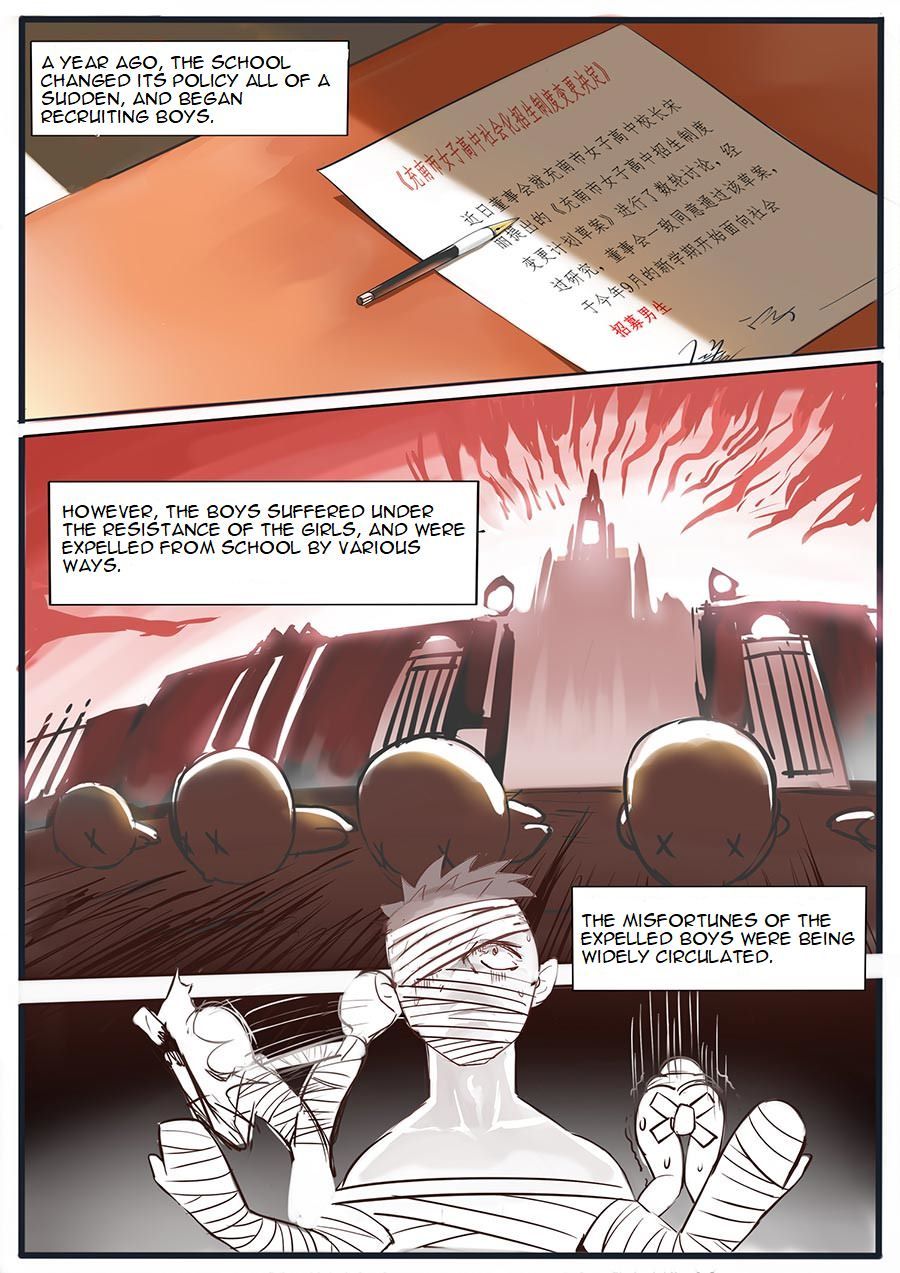 A YEAR AGO, THE SCHOOL
CHANGED ITS POLICY ALL OF A
SUDDEN, AND BEGAN
RECRUITING BOYS.
《充南市女子高中社会化招生制度变更决定》
近日董事会就充南市女子高中校长宋
丽提出的《充南市女子高中招生制度
变更计划草案》进行了数轮讨论，经
过研究，董事会一致同意通过该草案，
于今年9月的新学期开始面向社会
招募男生
HOWEVER, THE BOYS SUFFERED UNDER
THE RESISTANCE OF THE GIRLS, AND WERE
EXPELLED FROM SCHOOL BY VARIOUS
WAYS.
THE MISFORTUNES OF THE
EXPELLED BOYS WERE BEING
WIDELY CIRCULATED.